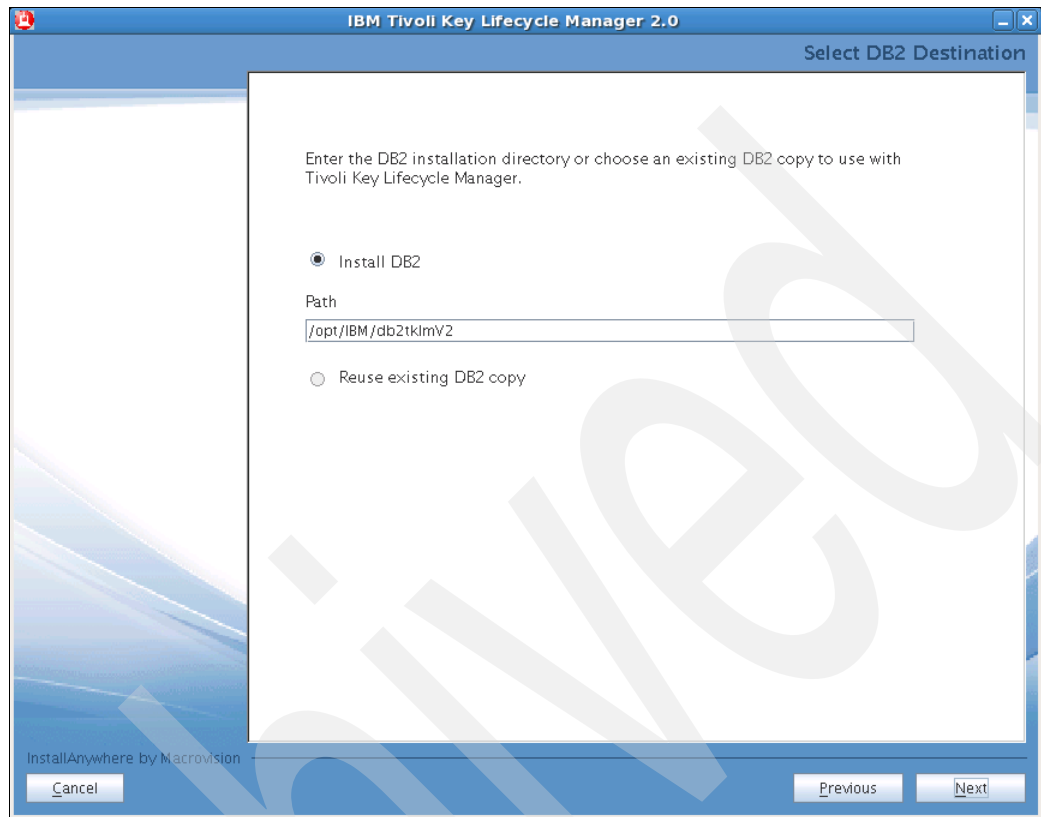 IBM Tivoli Key Lifecycle Manager 2.0
Select DB2 Destination
Enter the DB2 installation directory or choose an existing DB2 copy to use with
Tivoli Key Lifecycle Manager.
Install DB2
Path
/opt/IBM/db2tklmV2
Reuse existing DB2 copy
InstallAnywhere by Macrovision
Cancel
Previous
Next
hived